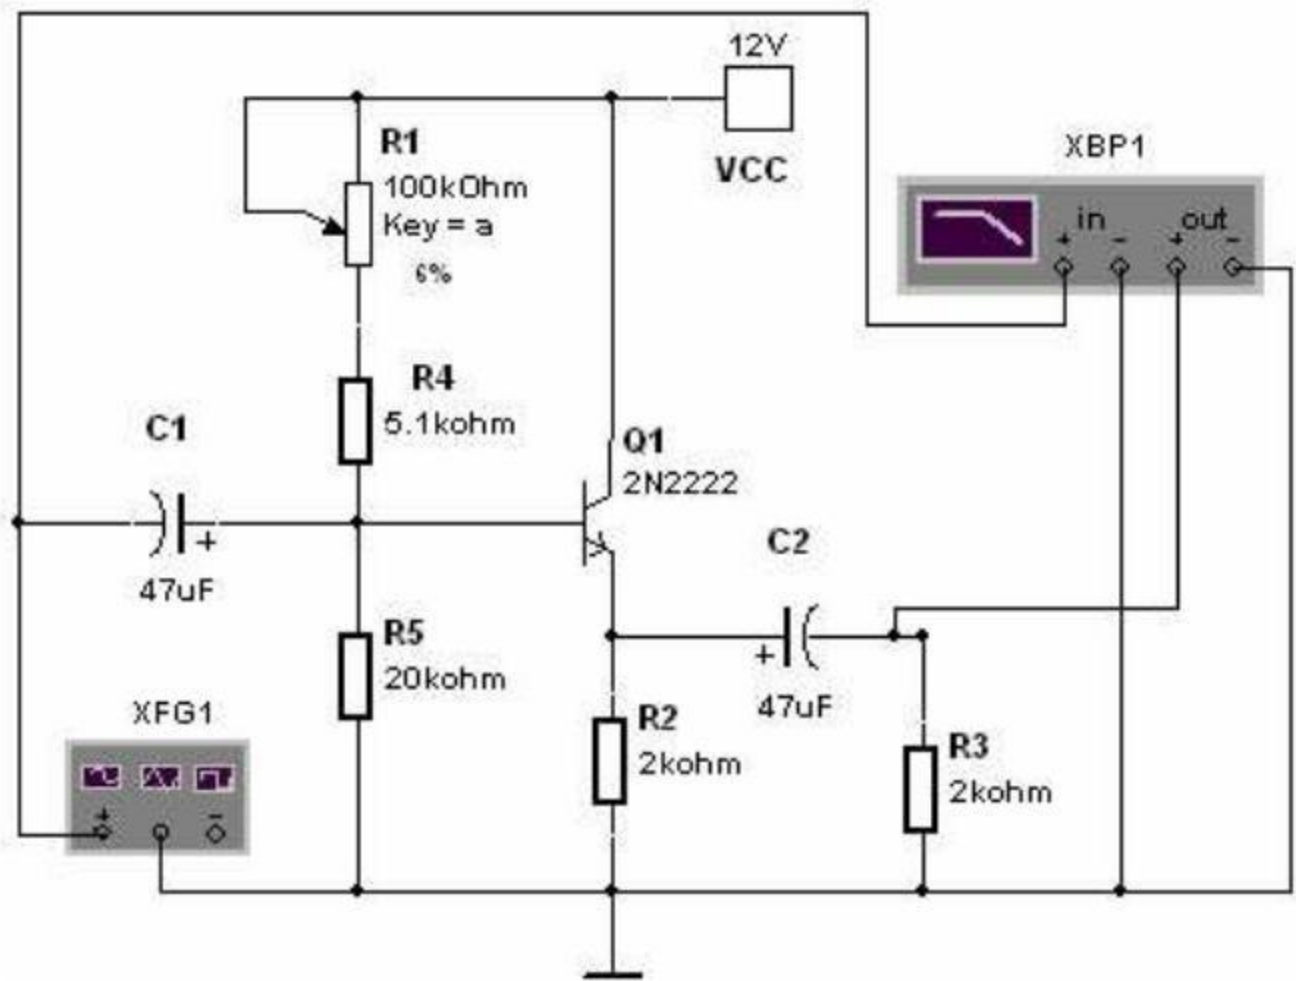 12V
VCC
R1
100kOhm
Key = a
6%
XBP1
in
out
+
-
+
-
R4
5.1kohm
C1
+
47uF
Q1
2N2222
C2
+
47uF
R5
20kohm
XFG1
+
-
R2
2kohm
R3
2kohm